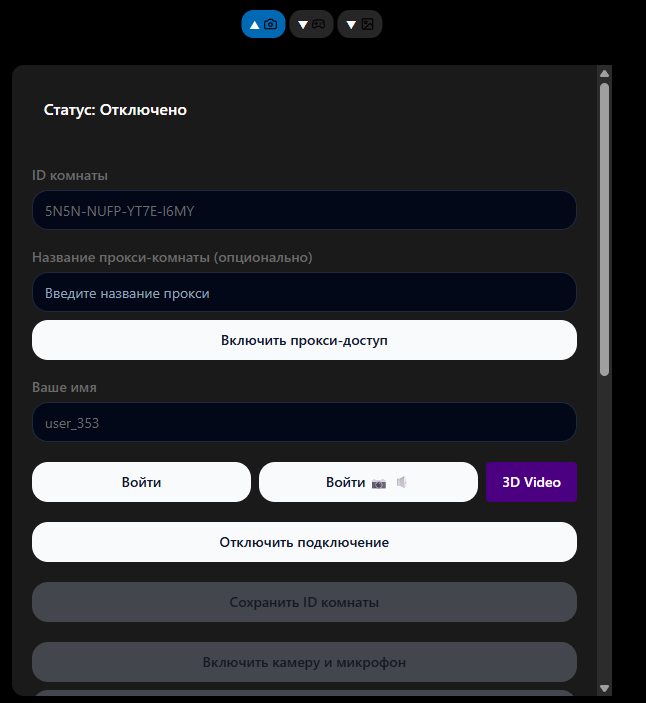 Статус: Отключено
ID комнаты
5N5N-NUFP-YT7E-I6MY
Название прокси-комнаты (опционально)
Введите название прокси
Включить прокси-доступ
Ваше имя
user_353
Войти
Войти
3D Video
Отключить подключение
Сохранить ID комнаты
Включить камеру и микрофон